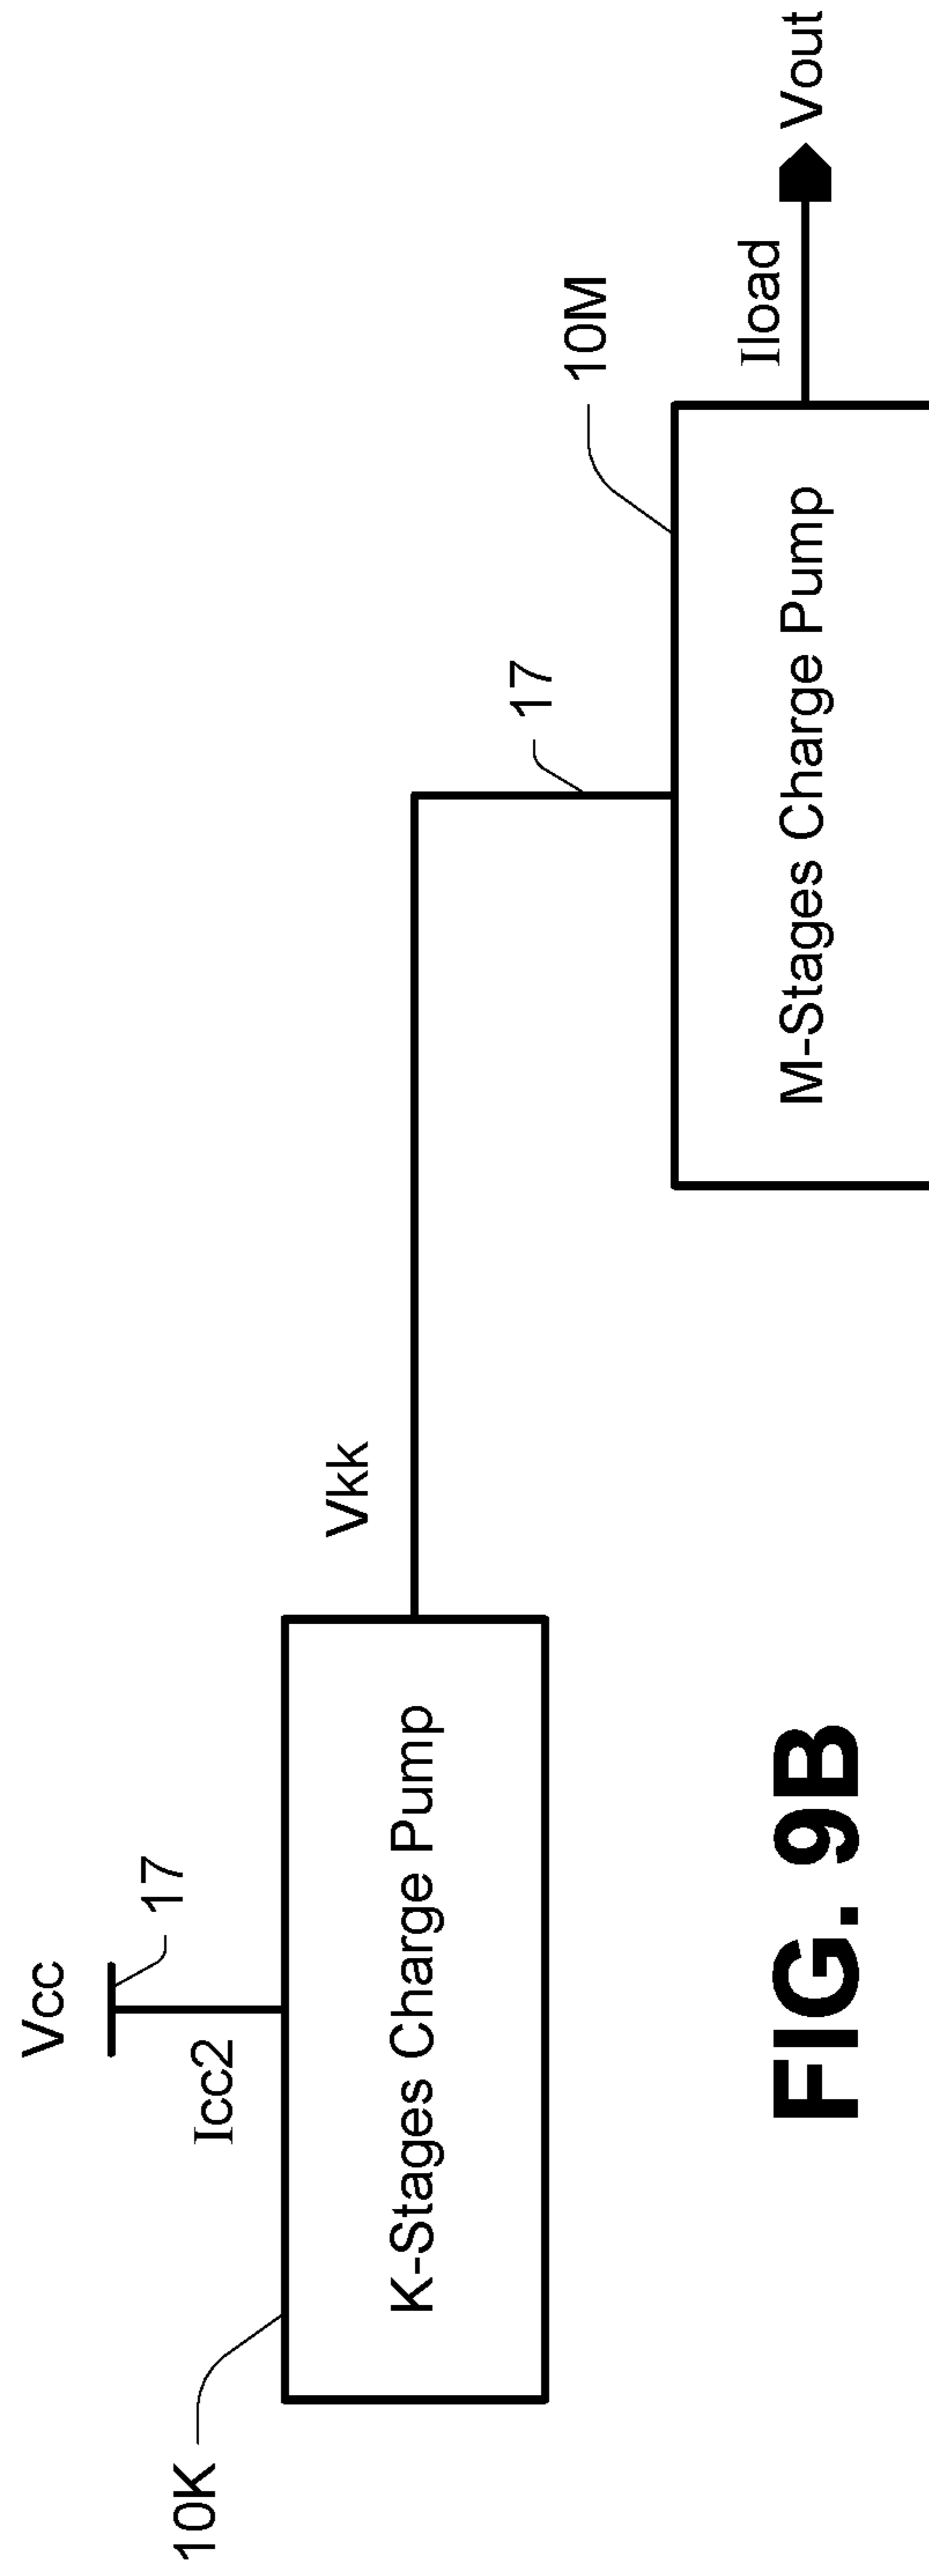 Vcc
17
Icc2
10K
K-Stages Charge Pump
Vkk
17
10M
M-Stages Charge Pump
Iload
Vout
FIG. 9B